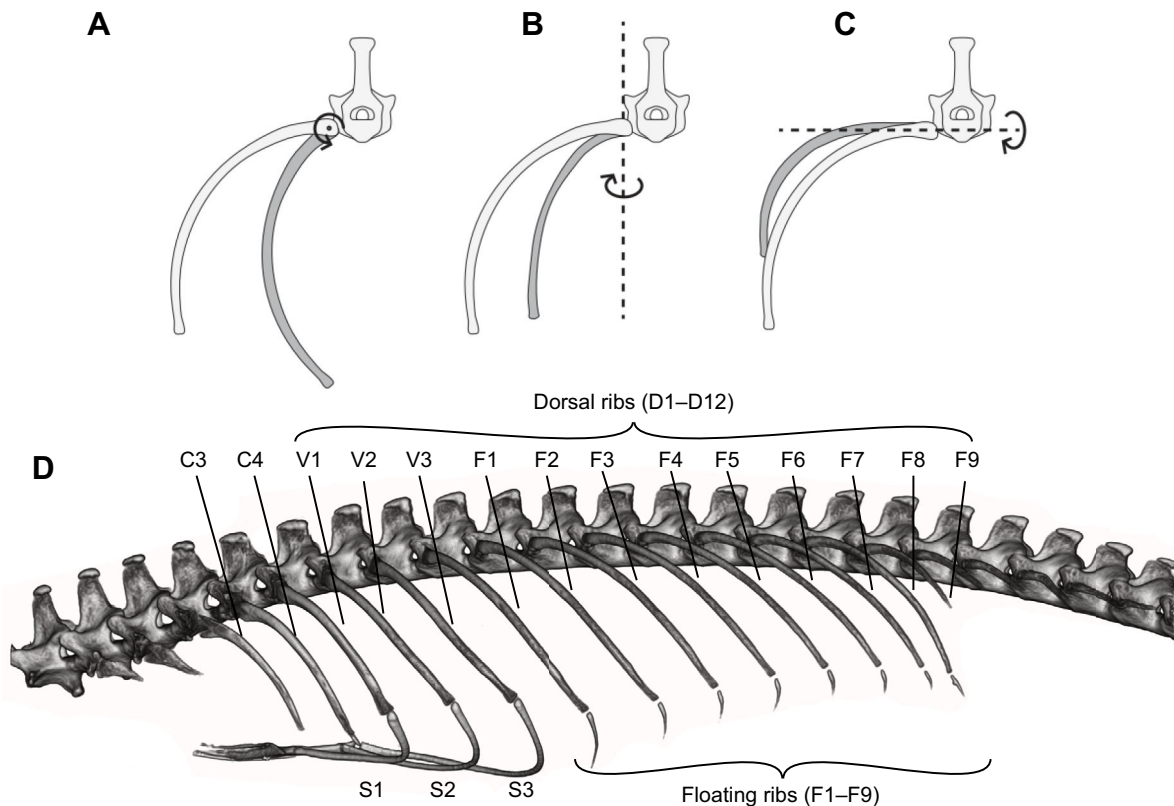 A
B
C
Dorsal ribs (D1–D12)
D
C3 C4 V1 V2 V3 F1 F2 F3 F4 F5 F6 F7 F8 F9
S1 S2 S3
Floating ribs (F1–F9)